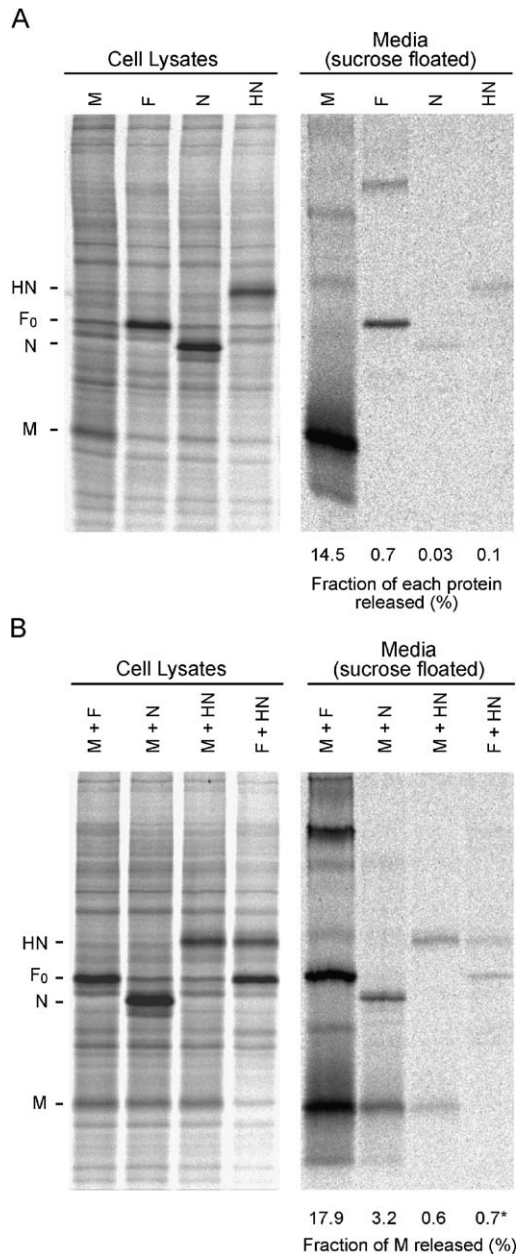 A
Cell Lysates
Media
(sucrose floated)
M F N HN
M F N HN
HN -
F₀ -
N -
M -
14.5 0.7 0.03 0.1
Fraction of each protein
released (%)
B
Cell Lysates
Media
(sucrose floated)
M + F M + N M + HN F + HN
M + F M + N M + HN F + HN
HN -
F₀ -
N -
M -
17.9 3.2 0.6 0.7*
Fraction of M released (%)